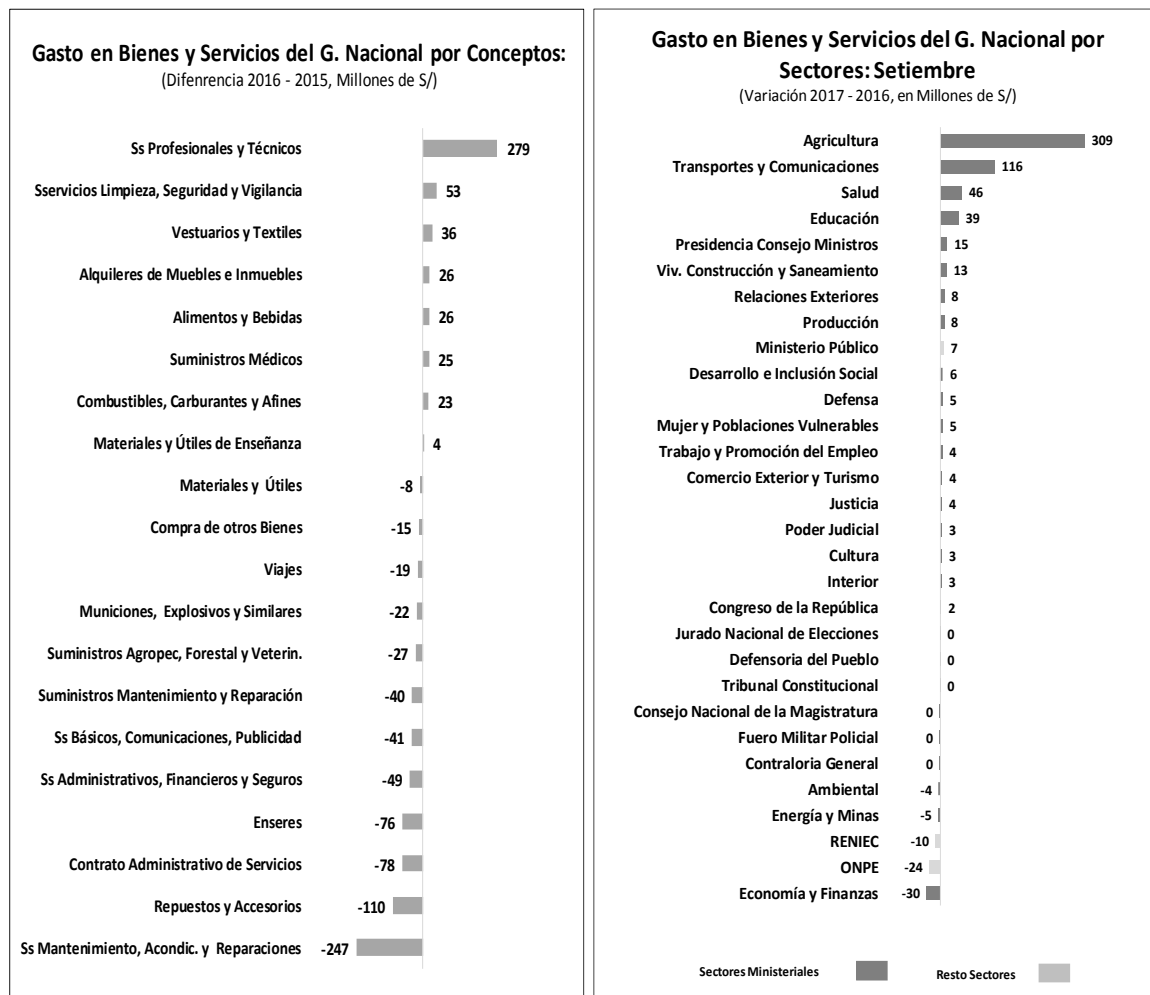 Gasto en Bienes y Servicios del G. Nacional por Conceptos:
(Difenrencia 2016 - 2015, Millones de S/)
Ss Profesionales y Técnicos 279
Sservicios Limpieza, Seguridad y Vigilancia 53
Vestuarios y Textiles 36
Alquileres de Muebles e Inmuebles 26
Alimentos y Bebidas 26
Suministros Médicos 25
Combustibles, Carburantes y Afines 23
Materiales y Útiles de Enseñanza 4
Materiales y Útiles -8
Compra de otros Bienes -15
Viajes -19
Municiones, Explosivos y Similares -22
Suministros Agropec, Forestal y Veterin. -27
Suministros Mantenimiento y Reparación -40
Ss Básicos, Comunicaciones, Publicidad -41
Ss Administrativos, Financieros y Seguros -49
Enseres -76
Contrato Administrativo de Servicios -78
Repuestos y Accesorios -110
Ss Mantenimiento, Acondic. y Reparaciones -247
Gasto en Bienes y Servicios del G. Nacional por
Sectores: Setiembre
(Variación 2017 - 2016, en Millones de S/)
Agricultura 309
Transportes y Comunicaciones 116
Salud 46
Educación 39
Presidencia Consejo Ministros 15
Viv. Construcción y Saneamiento 13
Relaciones Exteriores 8
Producción 8
Ministerio Público 7
Desarrollo e Inclusión Social 6
Defensa 5
Mujer y Poblaciones Vulnerables 5
Trabajo y Promoción del Empleo 4
Comercio Exterior y Turismo 4
Justicia 4
Poder Judicial 3
Cultura 3
Interior 3
Congreso de la República 2
Jurado Nacional de Elecciones 0
Defensoria del Pueblo 0
Tribunal Constitucional 0
Consejo Nacional de la Magistratura 0
Fuero Militar Policial 0
Contraloria General 0
Ambiental -4
Energía y Minas -5
RENIEC -10
ONPE -24
Economía y Finanzas -30
Sectores Ministeriales Resto Sectores